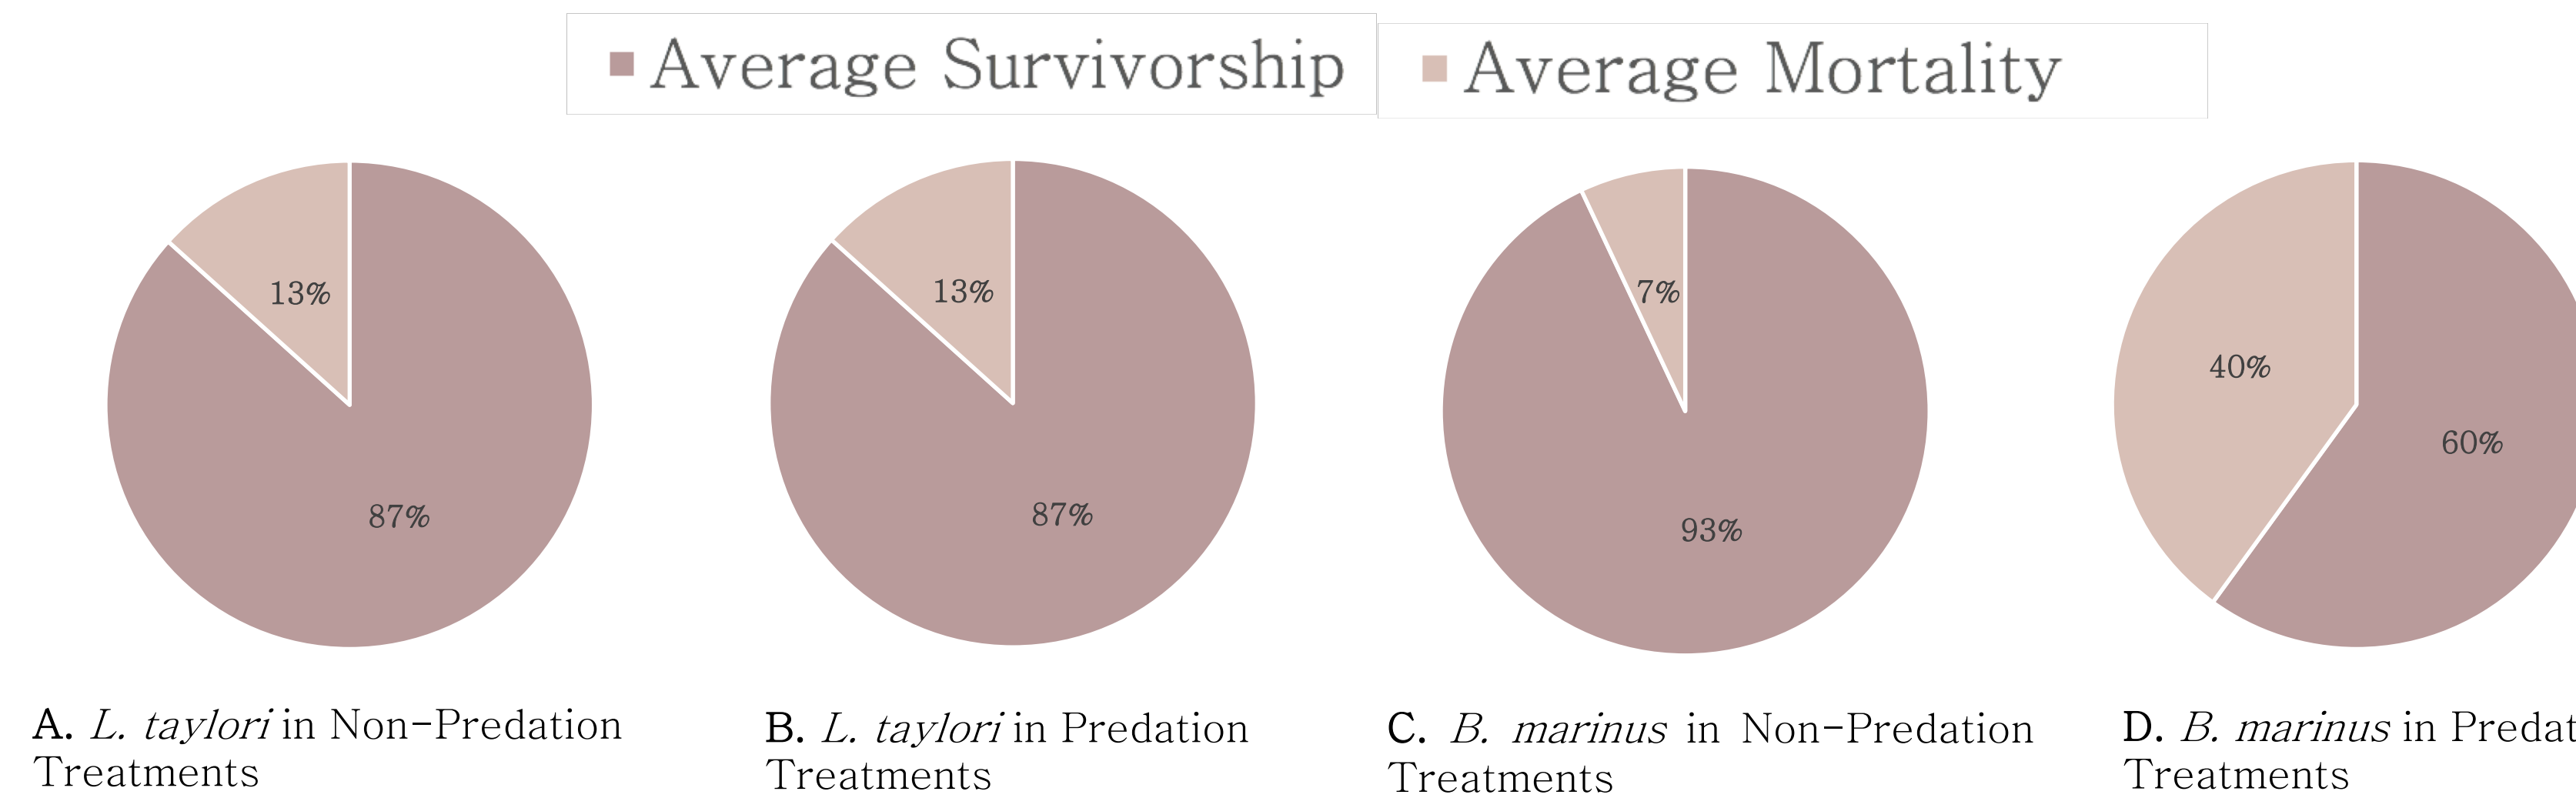 Average Survivorship
Average Mortality
13%
87%
13%
87%
7%
93%
40%
60%
A. L. taylori in Non-Predation
Treatments
B. L. taylori in Predation
Treatments
C. B. marinus in Non-Predation
Treatments
D. B. marinus in Predat
Treatments